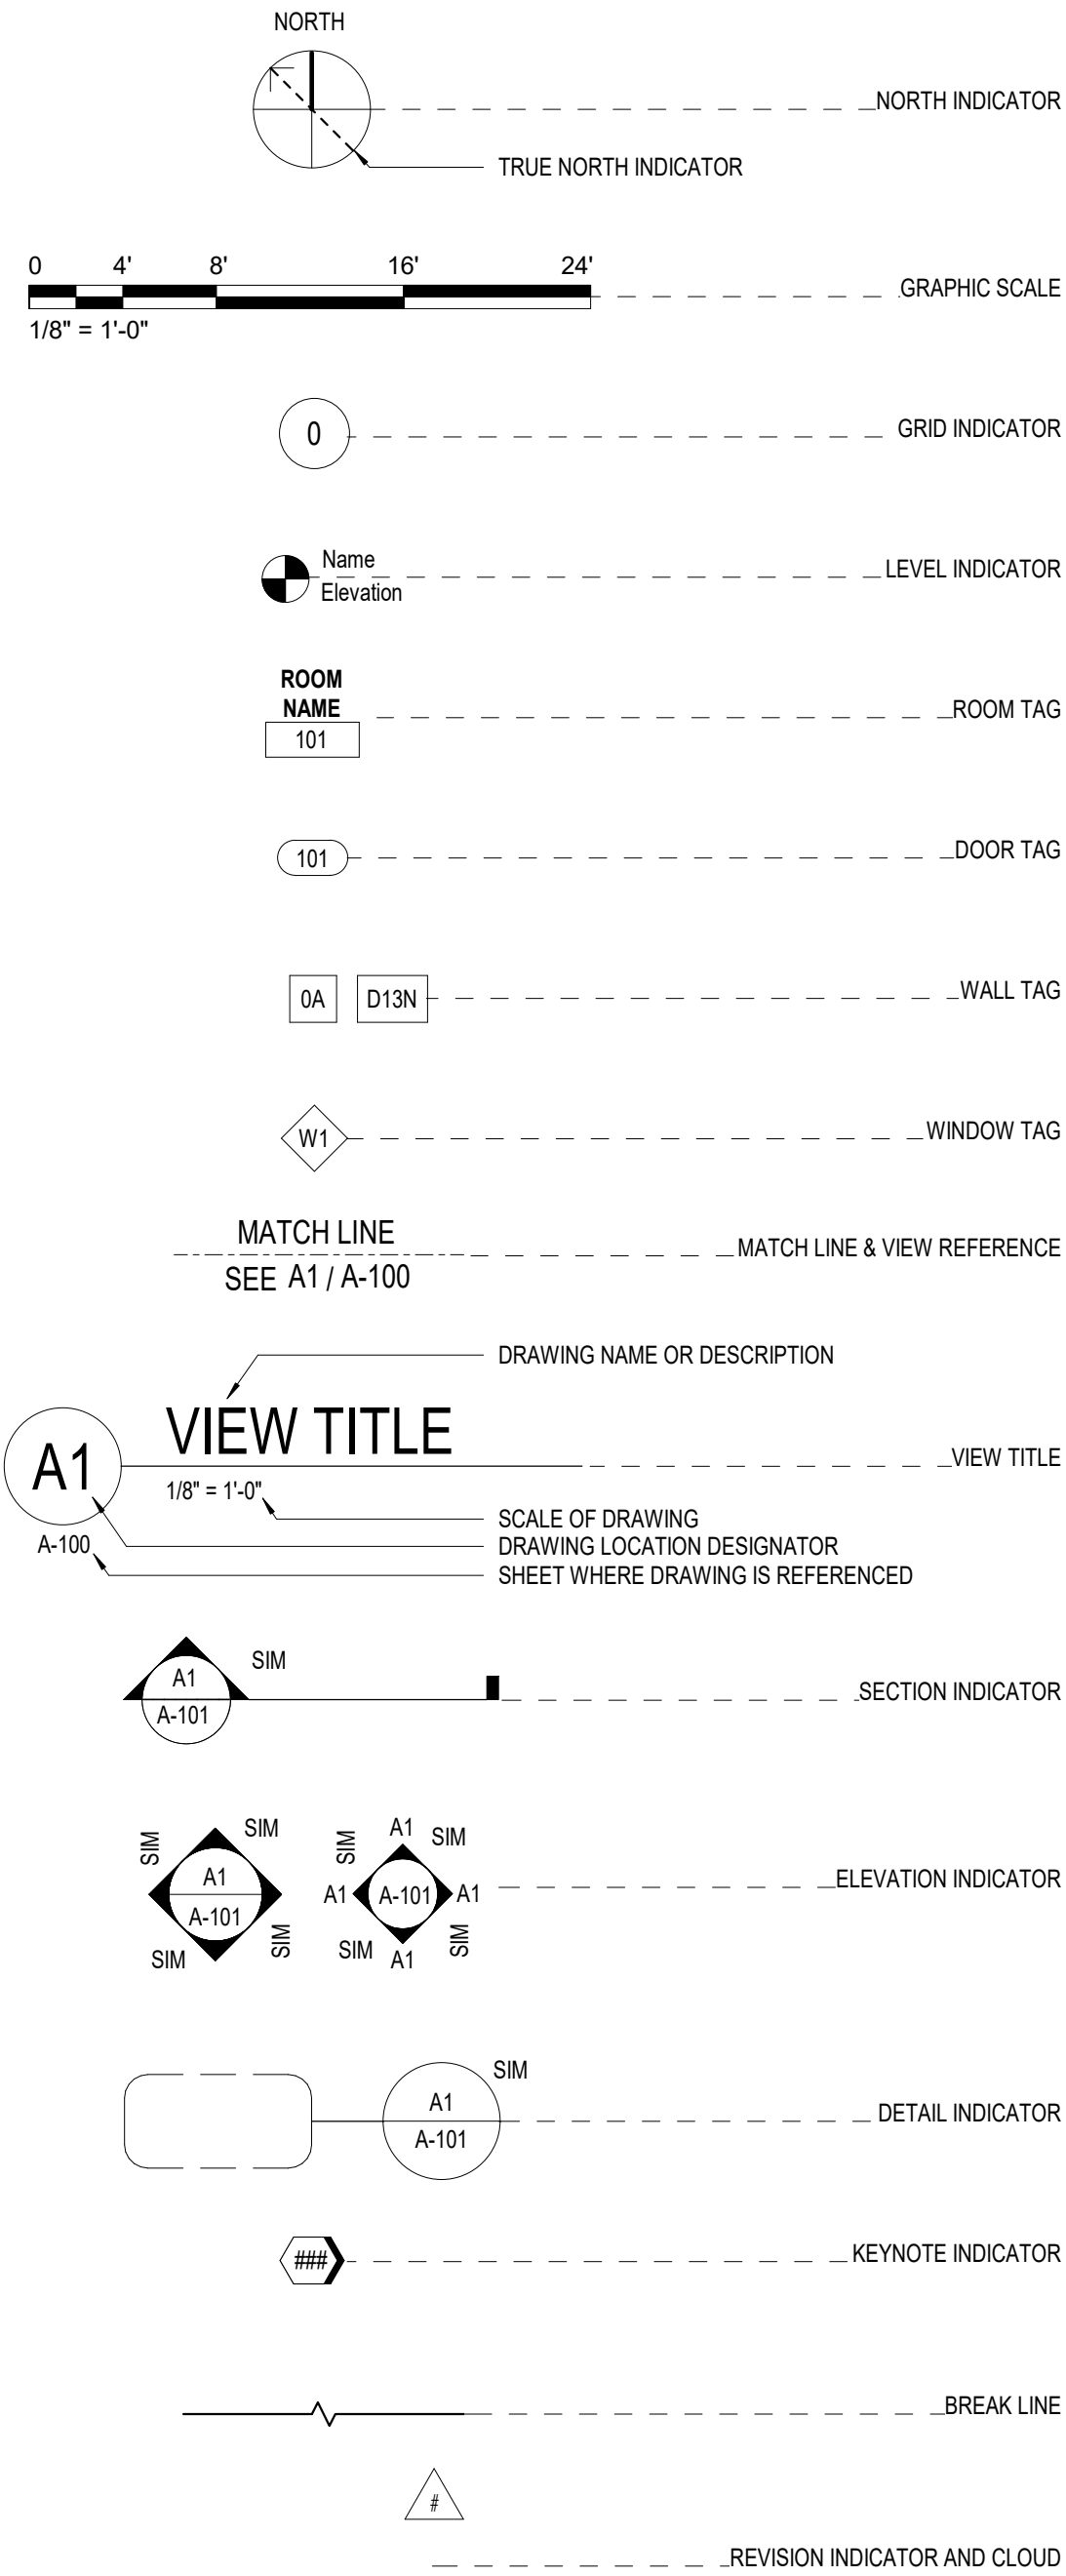 NORTH
NORTH INDICATOR
TRUE NORTH INDICATOR
0 4' 8' 16' 24'
GRAPHIC SCALE
1/8" = 1'-0"
0
GRID INDICATOR
Name
Elevation
LEVEL INDICATOR
ROOM
NAME
101
ROOM TAG
101
DOOR TAG
0A D13N
WALL TAG
W1
WINDOW TAG
MATCH LINE
SEE A1 / A-100
MATCH LINE & VIEW REFERENCE
DRAWING NAME OR DESCRIPTION
A1
VIEW TITLE
VIEW TITLE
1/8" = 1'-0"
SCALE OF DRAWING
A-100
DRAWING LOCATION DESIGNATOR
SHEET WHERE DRAWING IS REFERENCED
SIM
A1
A-101
SECTION INDICATOR
SIM
SIM
A1
A-101
SIM
SIM
A1
SIM
SIM
A1
A-101
A1
SIM
SIM
A1
ELEVATION INDICATOR
SIM
A1
A-101
DETAIL INDICATOR
###
KEYNOTE INDICATOR
BREAK LINE
#
REVISION INDICATOR AND CLOUD